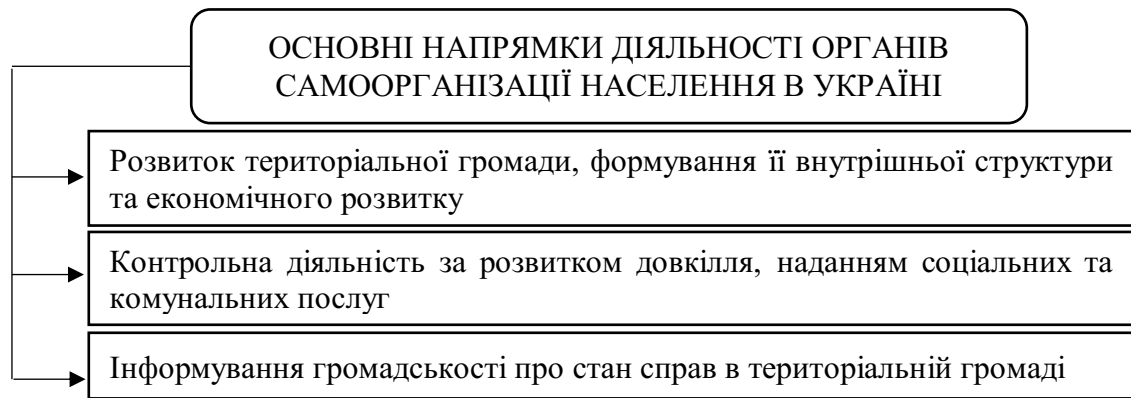 ОСНОВНІ НАПРЯМКИ ДІЯЛЬНОСТІ ОРГАНІВ
САМООРГАНІЗАЦІЇ НАСЕЛЕННЯ В УКРАЇНІ
Розвиток територіальної громади, формування її внутрішньої структури
та економічного розвитку
Контрольна діяльність за розвитком довкілля, наданням соціальних та
комунальних послуг
Інформування громадськості про стан справ в територіальній громаді